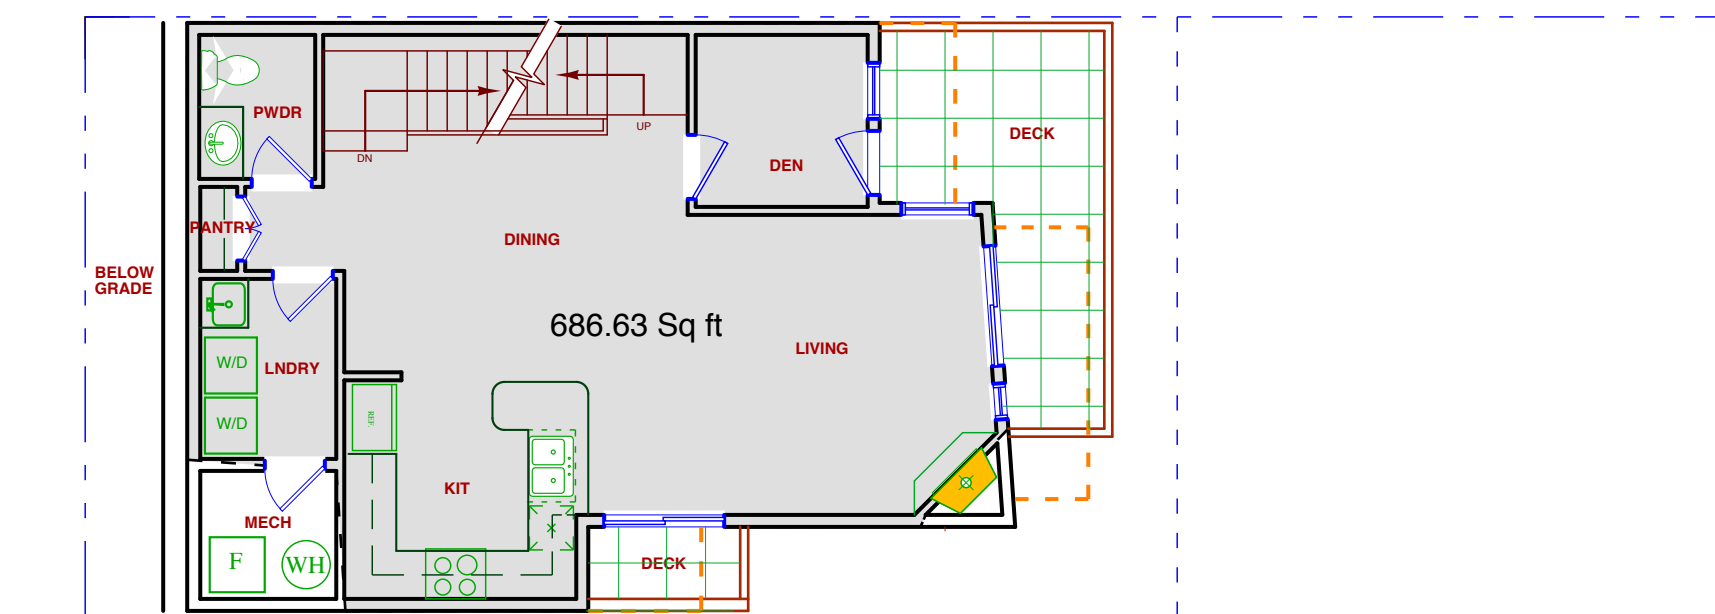 PWDR
UP
DN
DEN
DECK
PANTRY
DINING
BELOW
GRADE
686.63 Sq ft
LIVING
W/D
LNDRY
W/D
REF.
KIT
MECH
F
WH
DECK